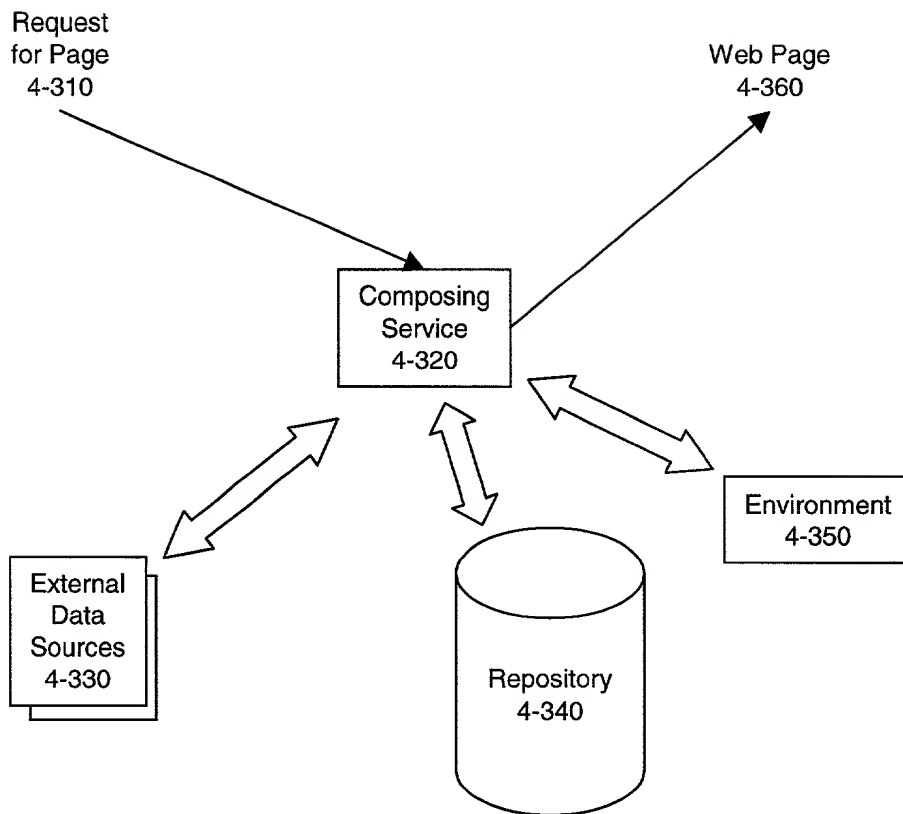 Request
for Page
4-310
Web Page
4-360
Composing
Service
4-320
Environment
4-350
External
Data
Sources
4-330
Repository
4-340